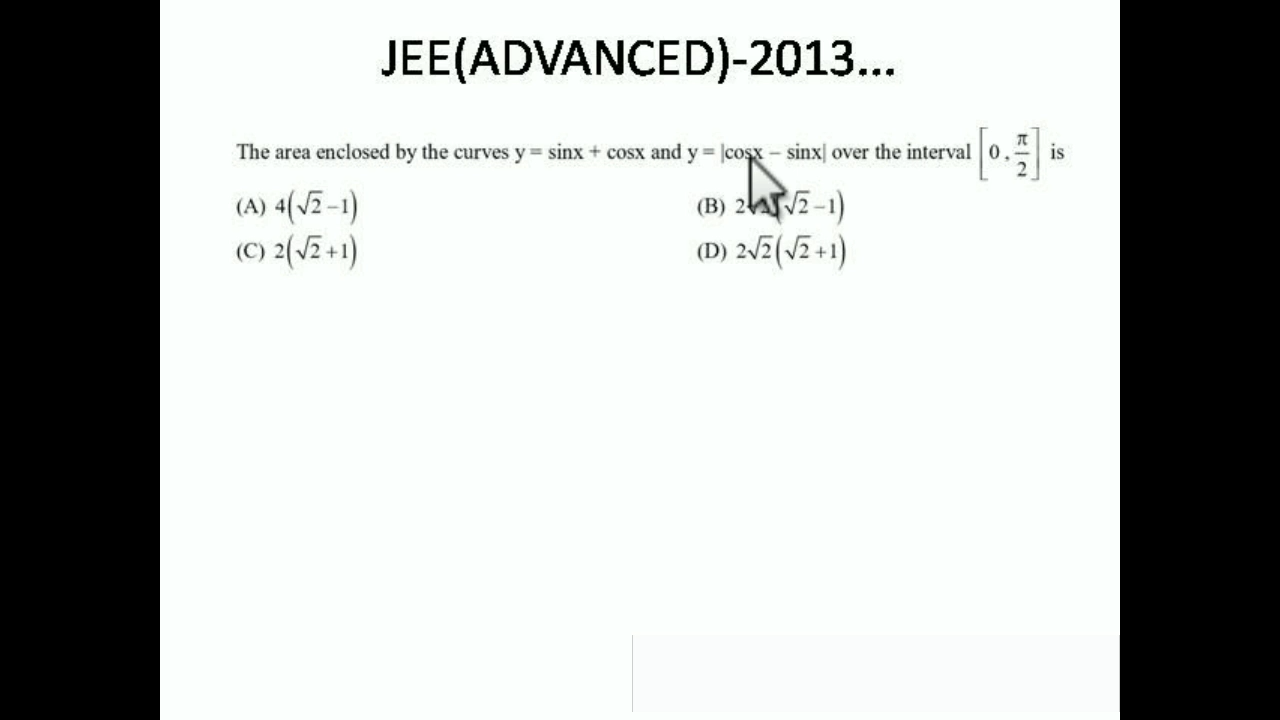 JEE(ADVANCED)-2013...
The area enclosed by the curves y = sinx + cosx and y = |cosx − sinx| over the interval [0, π/2] is
(A) 4(√2 −1) (B) 2 (√2 −1)
(C) 2(√2 +1) (D) 2√2(√2 +1)